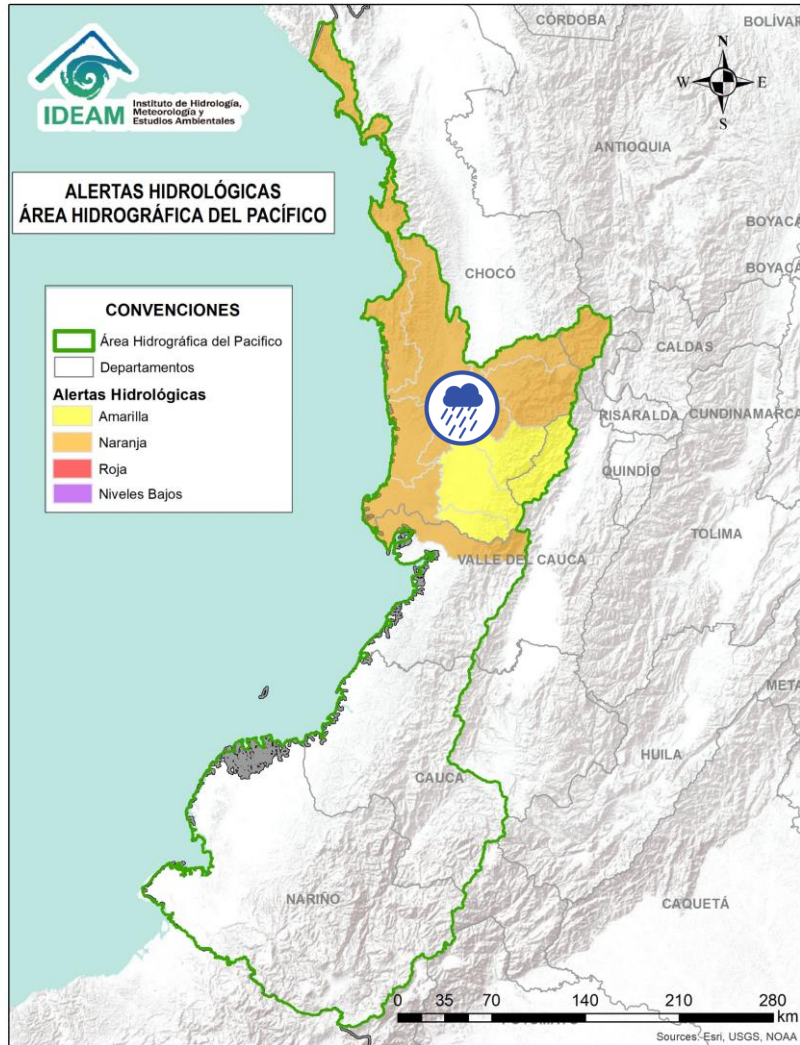 CÓRDOBA
BOLÍVAR
N
W E
S
IDEAM
Instituto de Hidrología,
Meteorología y
Estudios Ambientales
ANTIOQUIA
ALERTAS HIDROLÓGICAS
ÁREA HIDROGRÁFICA DEL PACÍFICO
BOYACÁ
BOYACÁ
CHOCÓ
CONVENCIONES
Área Hidrográfica del Pacifico
Departamentos
Alertas Hidrológicas
Amarilla
Naranja
Roja
Niveles Bajos
CALDAS
RISARALDA
CUNDINAMARCA
QUINDÍO
TOLIMA
VALLE DEL CAUCA
META
HUILA
CAUCA
NARIÑO
CAQUETÁ
0 35 70 140 210 280
km
Sources: Esri, USGS, NOAA